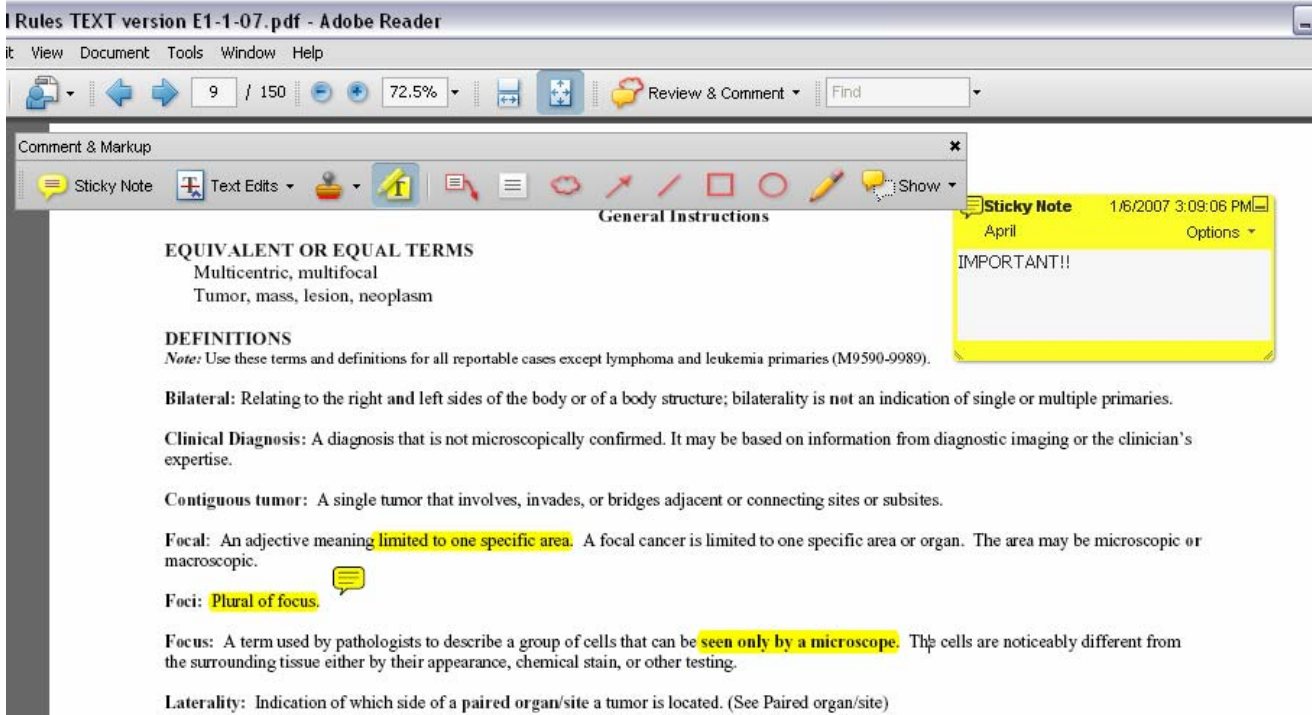 l Rules TEXT version E1-1-07.pdf - Adobe Reader
it View Document Tools Window Help
9 / 150 72.5% Review & Comment Find
Comment & Markup
Sticky Note Text Edits Show
General Instructions
Sticky Note 1/6/2007 3:09:06 PM
April Options
IMPORTANT!!
EQUIVALENT OR EQUAL TERMS
Multicentric, multifocal
Tumor, mass, lesion, neoplasm
DEFINITIONS
Note: Use these terms and definitions for all reportable cases except lymphoma and leukemia primaries (M9590-9989).
Bilateral: Relating to the right and left sides of the body or of a body structure; bilaterality is not an indication of single or multiple primaries.
Clinical Diagnosis: A diagnosis that is not microscopically confirmed. It may be based on information from diagnostic imaging or the clinician's
expertise.
Contiguous tumor: A single tumor that involves, invades, or bridges adjacent or connecting sites or subsites.
Focal: An adjective meaning limited to one specific area. A focal cancer is limited to one specific area or organ. The area may be microscopic or
macroscopic.
Foci: Plural of focus.
Focus: A term used by pathologists to describe a group of cells that can be seen only by a microscope. The cells are noticeably different from
the surrounding tissue either by their appearance, chemical stain, or other testing.
Laterality: Indication of which side of a paired organ/site a tumor is located. (See Paired organ/site)